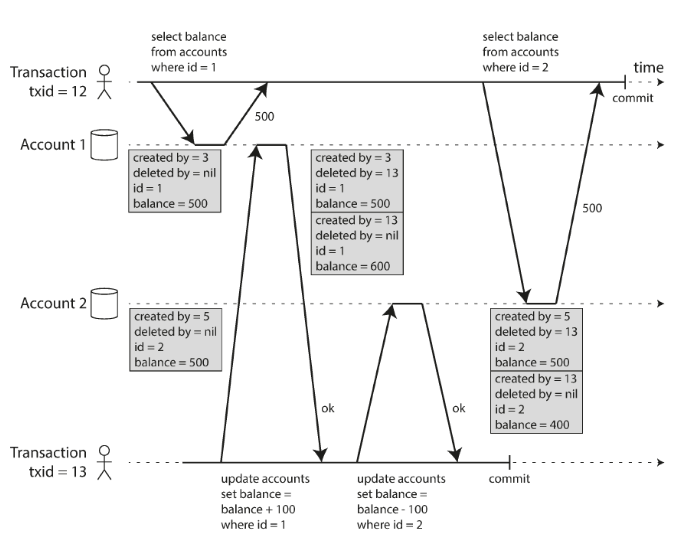 select balance
from accounts
where id = 1
select balance
from accounts
where id = 2
Transaction
txid = 12
time
commit
500
Account 1
created by = 3
deleted by = nil
id = 1
balance = 500
created by = 3
deleted by = 13
id = 1
balance = 500
created by = 13
deleted by = nil
id = 1
balance = 600
500
Account 2
created by = 5
deleted by = nil
id = 2
balance = 500
created by = 5
deleted by = 13
id = 2
balance = 500
created by = 13
deleted by = nil
id = 2
balance = 400
ok
ok
Transaction
txid = 13
update accounts
set balance =
balance + 100
where id = 1
update accounts
set balance =
balance - 100
where id = 2
commit